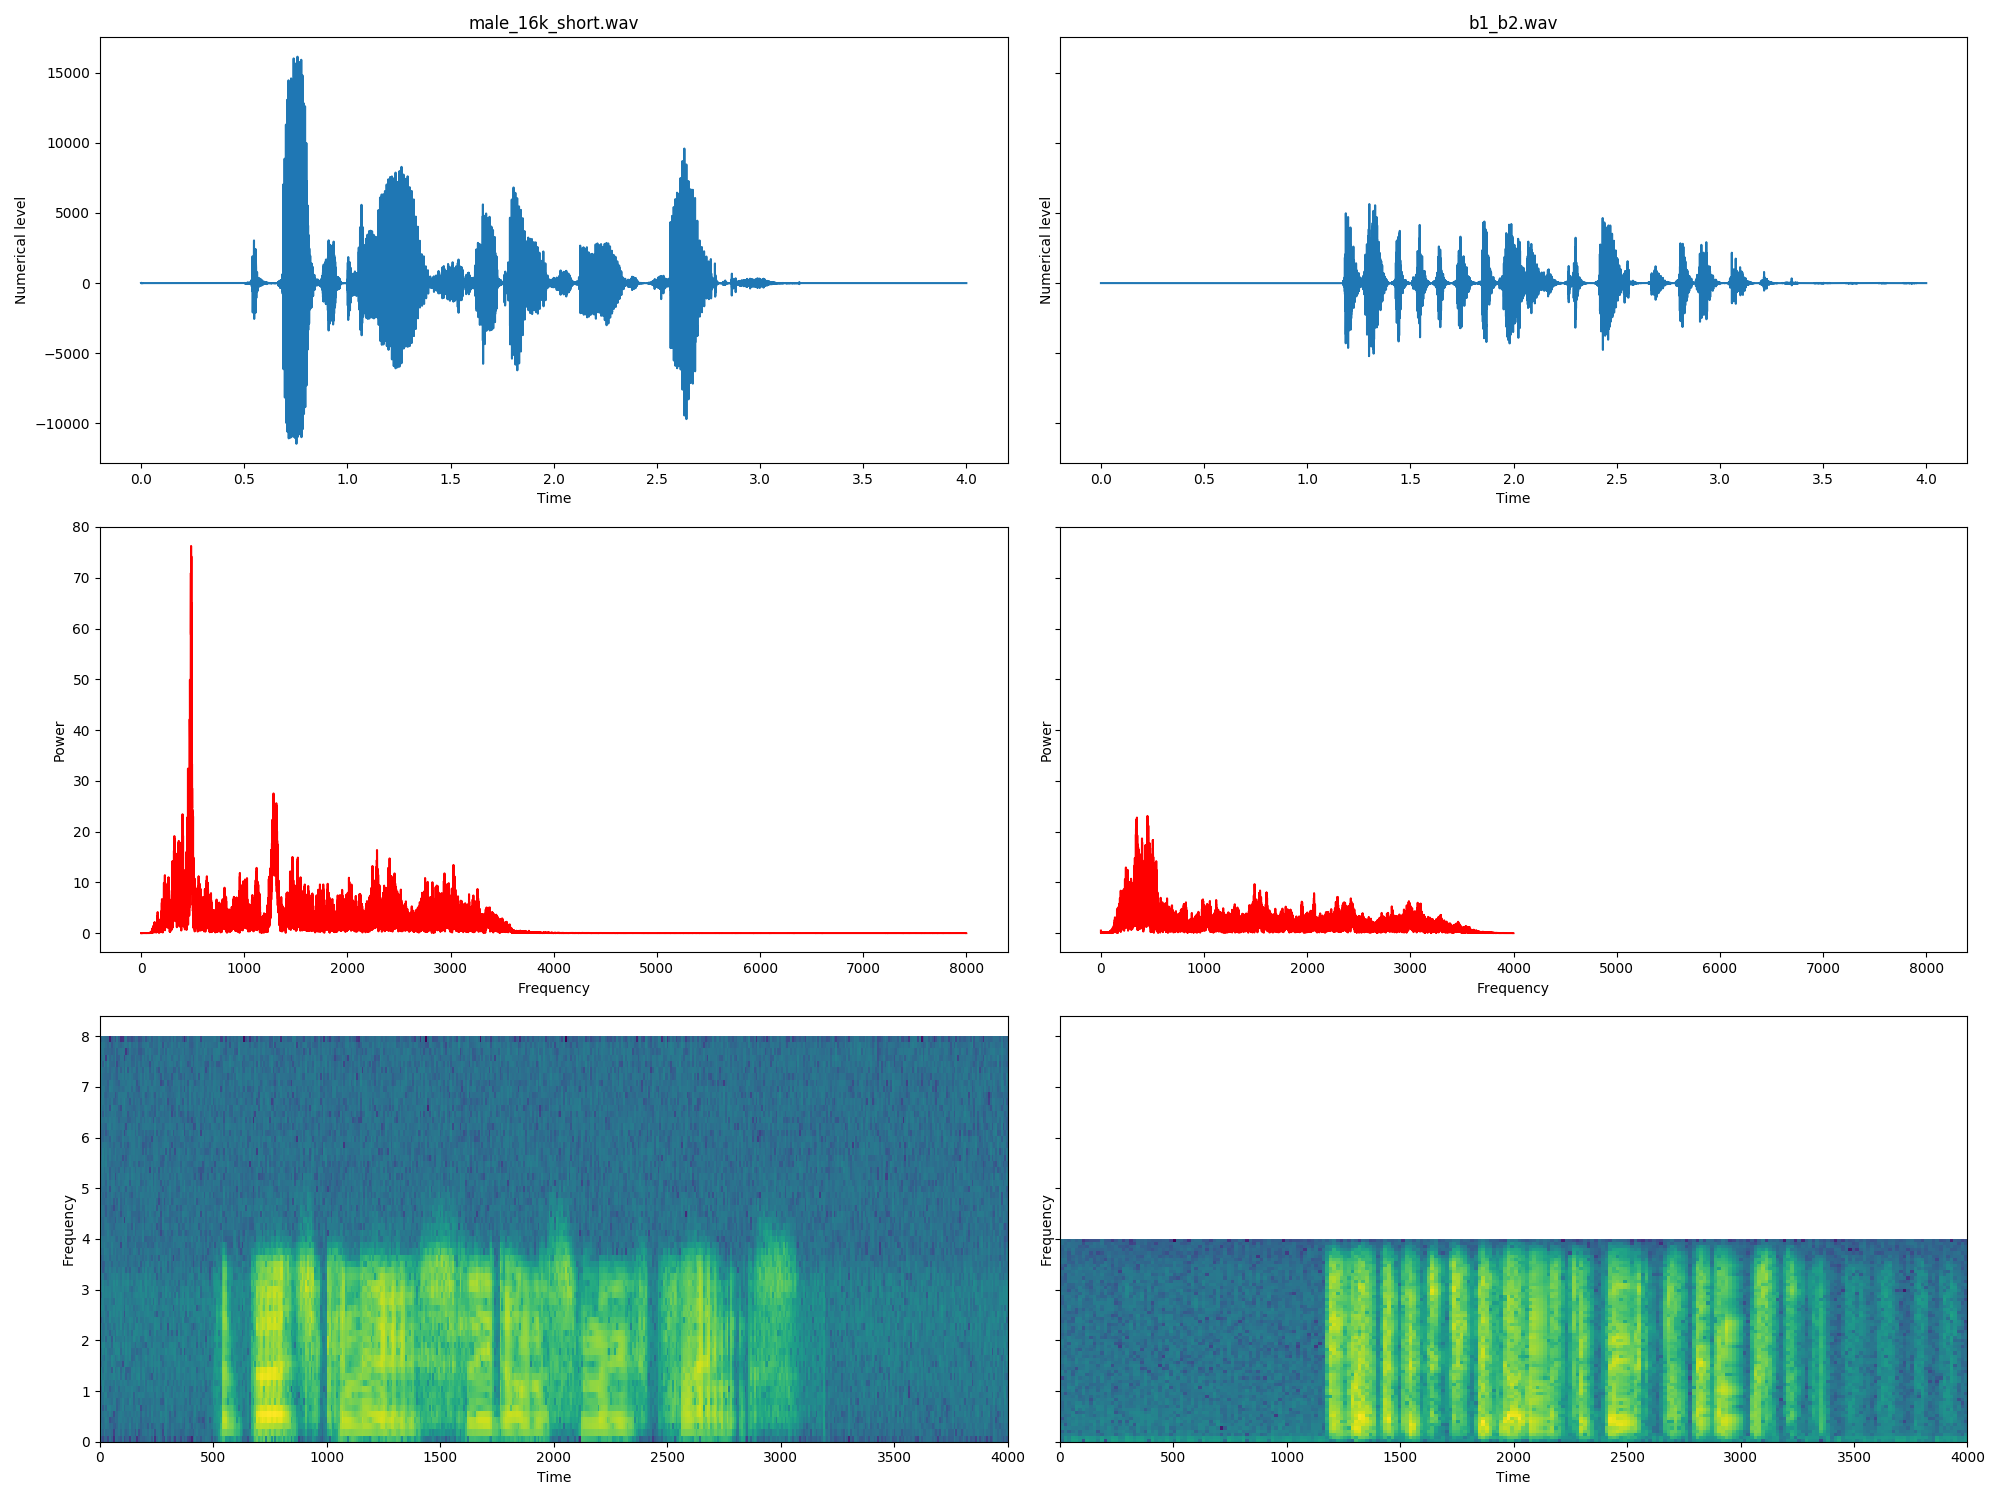 male_16k_short.wav
b1_b2.wav
15000
10000
5000
0
−5000
−10000
Numerical level
0.0 0.5 1.0 1.5 2.0 2.5 3.0 3.5 4.0
Time
Numerical level
0.0 0.5 1.0 1.5 2.0 2.5 3.0 3.5 4.0
Time
80
70
60
50
40
30
20
10
0
Power
0 1000 2000 3000 4000 5000 6000 7000 8000
Frequency
Power
0 1000 2000 3000 4000 5000 6000 7000 8000
Frequency
8
7
6
5
4
3
2
1
0
Frequency
0 500 1000 1500 2000 2500 3000 3500 4000
Time
Frequency
0 500 1000 1500 2000 2500 3000 3500 4000
Time